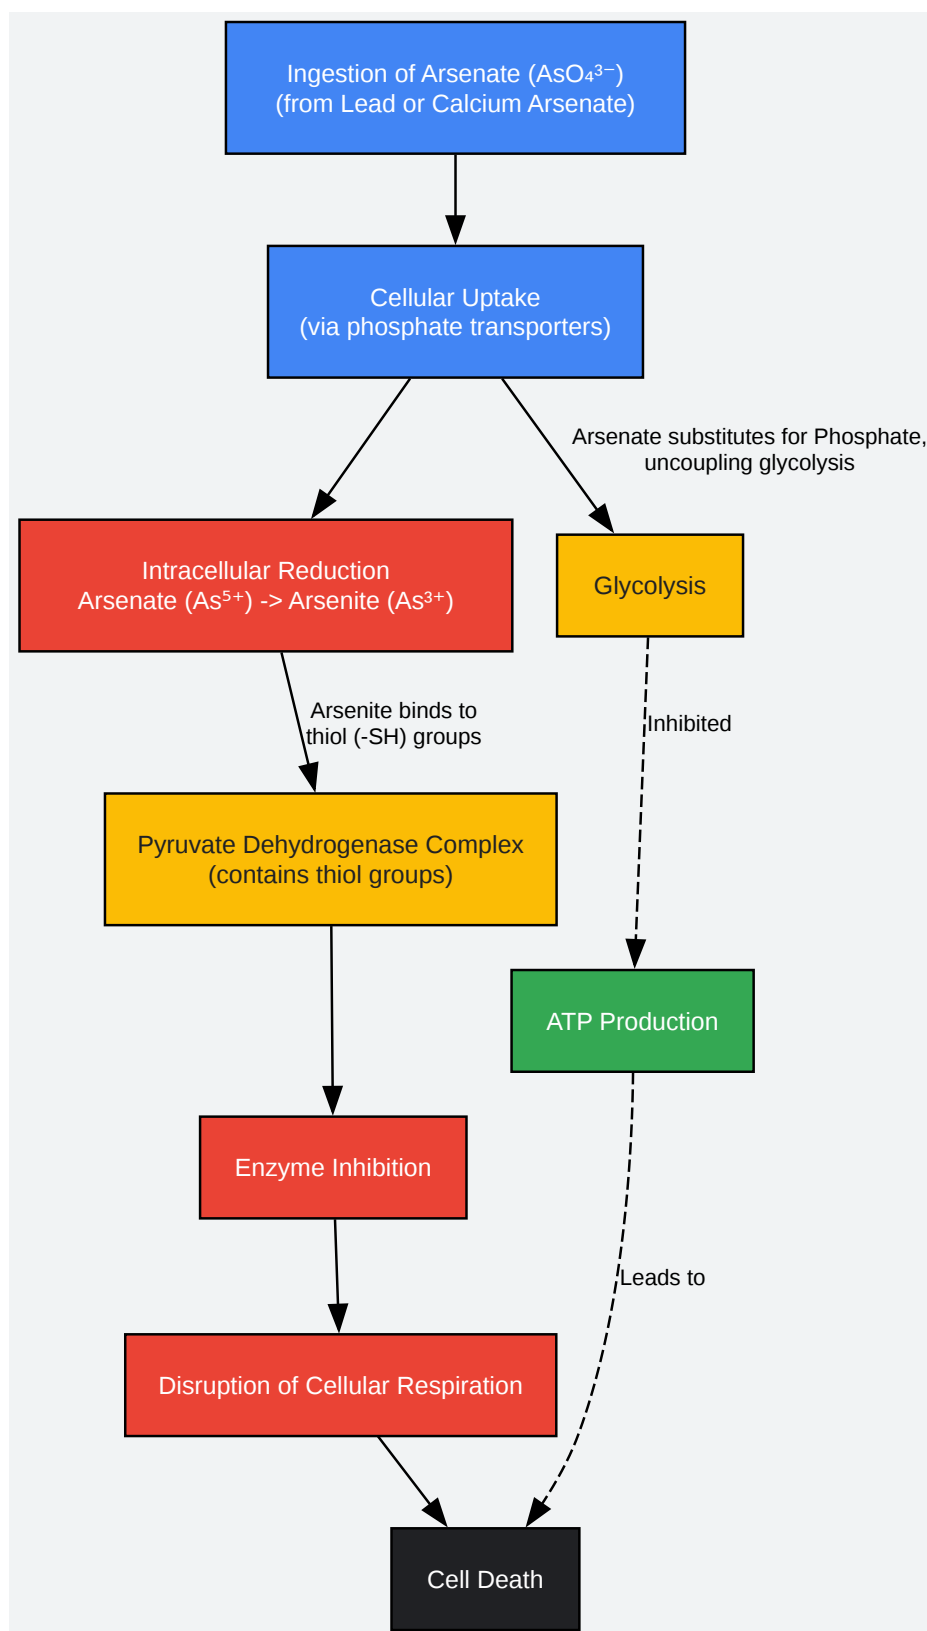 Ingestion of Arsenate (AsO₄³⁻)
(from Lead or Calcium Arsenate)
Cellular Uptake
(via phosphate transporters)
Arsenate substitutes for Phosphate,
uncoupling glycolysis
Intracellular Reduction
Arsenate (As⁵⁺) -> Arsenite (As³⁺)
Glycolysis
Arsenite binds to
thiol (-SH) groups
Inhibited
Pyruvate Dehydrogenase Complex
(contains thiol groups)
ATP Production
Enzyme Inhibition
Leads to
Disruption of Cellular Respiration
Cell Death